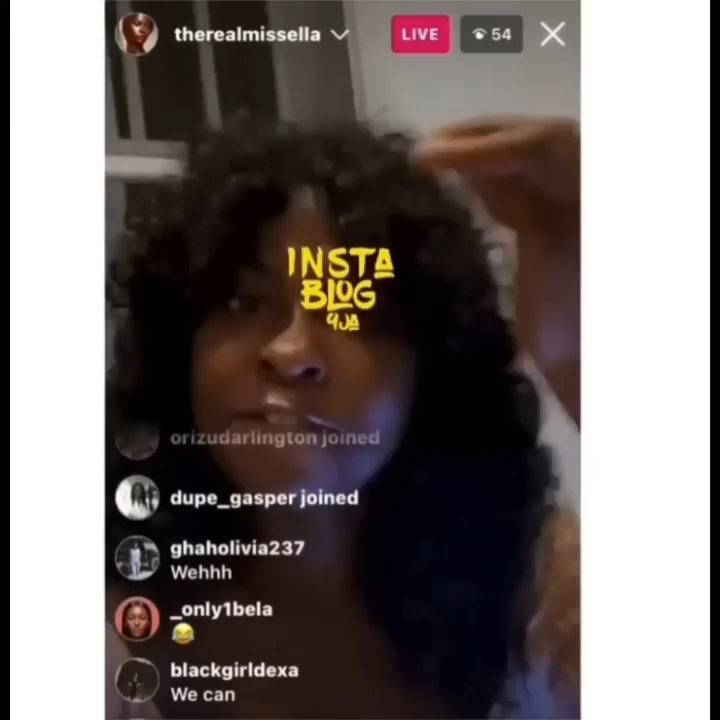 therealmissella
LIVE
54
INSTA
BLOG
9JA
orizudarlington joined
dupe_gasper joined
ghaholivia237
Wehhh
_only1bela
😂
blackgirldexa
We can